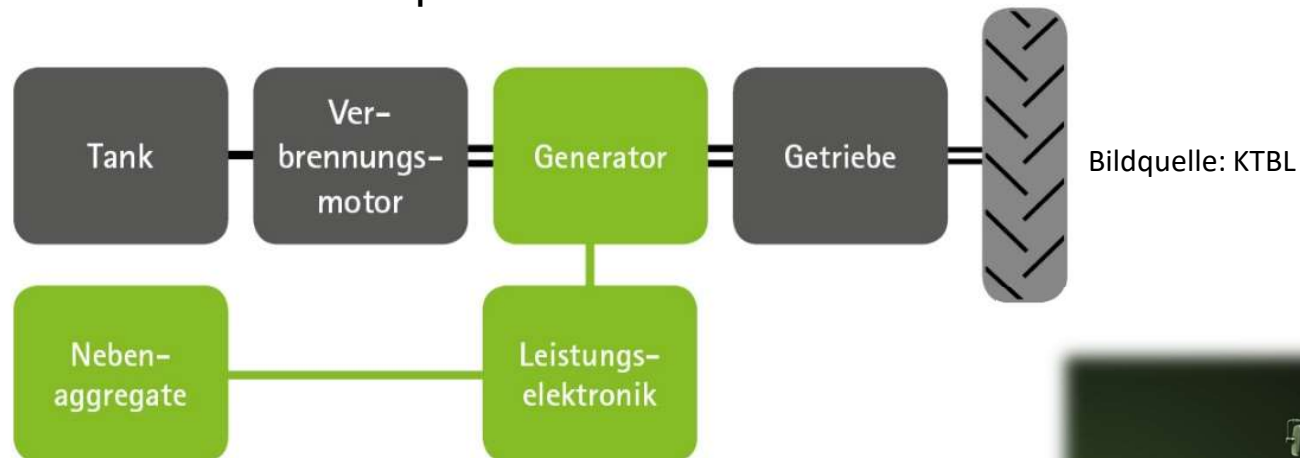 Tank
Ver-
brennungs-
motor
Generator
Getriebe
Bildquelle: KTBL
Neben-
aggregate
Leistungs-
elektronik